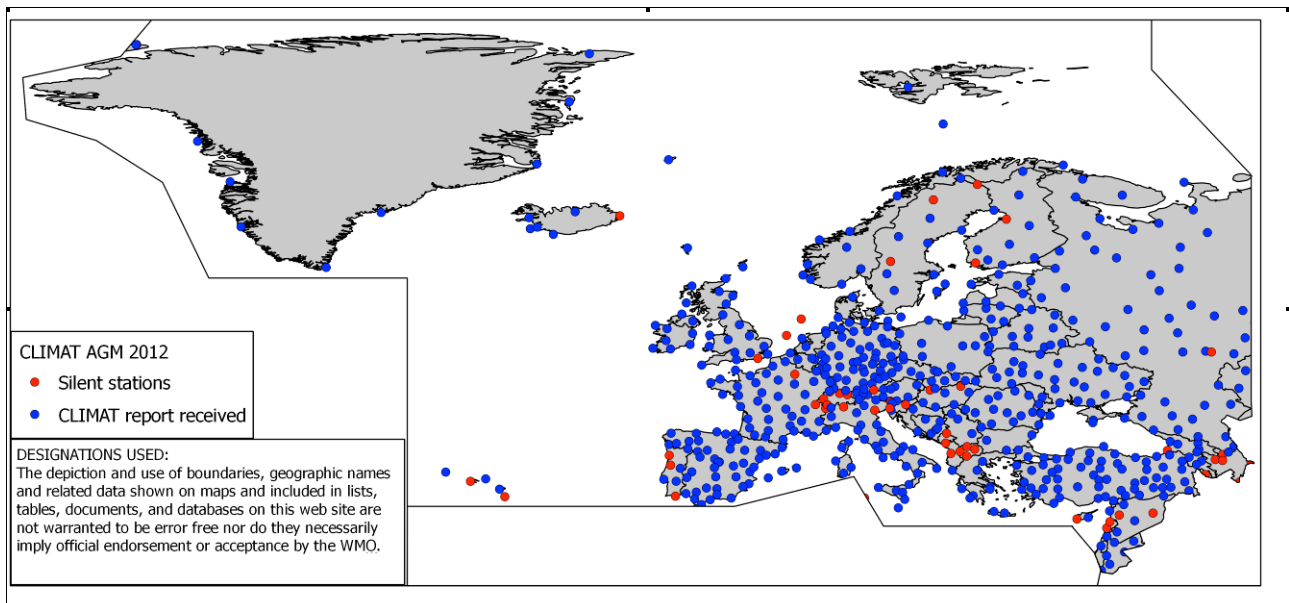 CLIMAT AGM 2012
Silent stations
CLIMAT report received
DESIGNATIONS USED:
The depiction and use of boundaries, geographic names
and related data shown on maps and included in lists,
tables, documents, and databases on this web site are
not warranted to be error free nor do they necessarily
imply official endorsement or acceptance by the WMO.